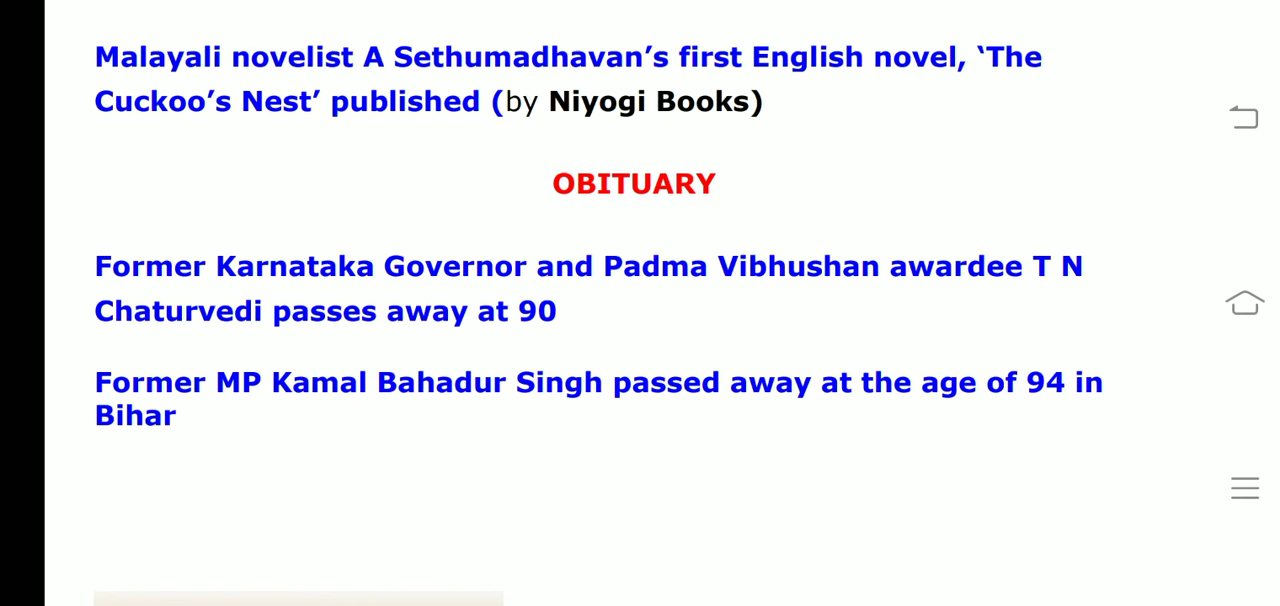 Malayali novelist A Sethumadhavan’s first English novel, ‘The
Cuckoo’s Nest’ published (by Niyogi Books)
OBITUARY
Former Karnataka Governor and Padma Vibhushan awardee T N
Chaturvedi passes away at 90
Former MP Kamal Bahadur Singh passed away at the age of 94 in
Bihar